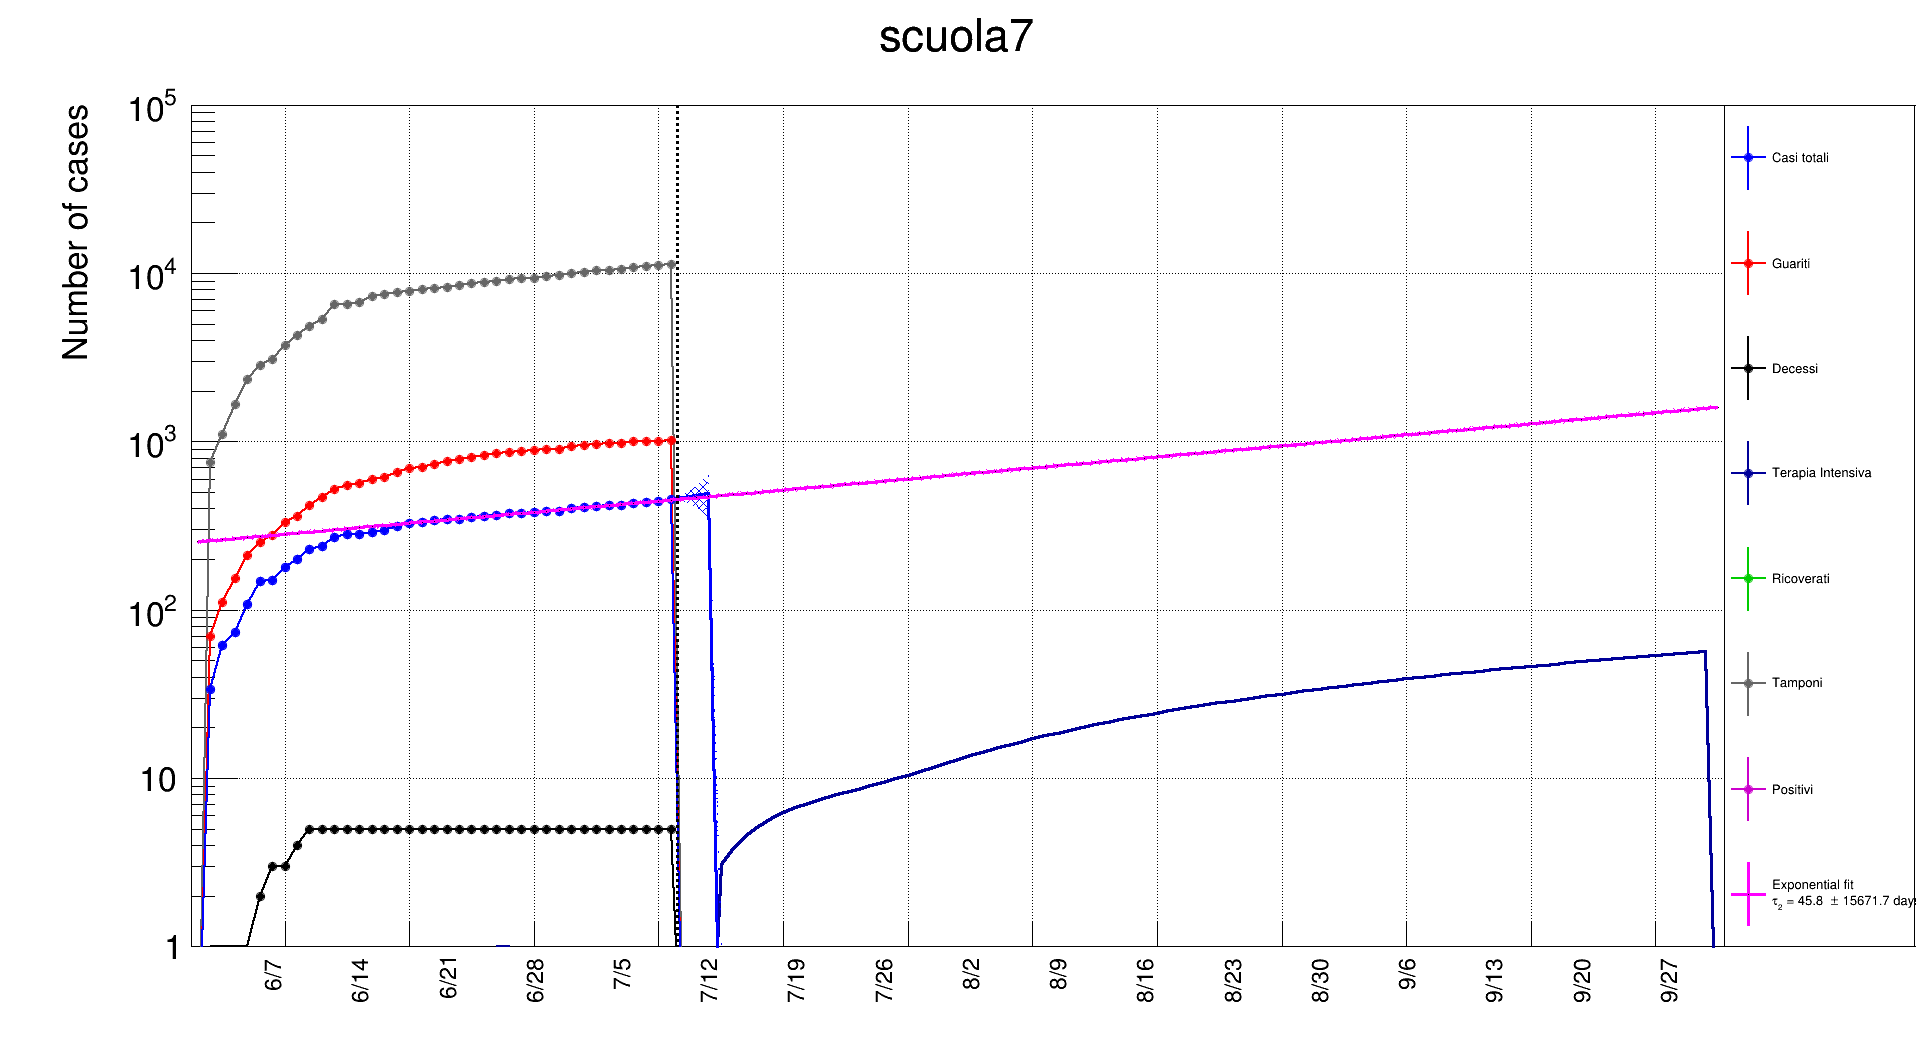 scuola7
Number of cases
10^5
10^4
10^3
10^2
10
1
6/7
6/14
6/21
6/28
7/5
7/12
7/19
7/26
8/2
8/9
8/16
8/23
8/30
9/6
9/13
9/20
9/27
Casi totali
Guariti
Decessi
Terapia Intensiva
Ricoverati
Tamponi
Positivi
Exponential fit
τ₂ = 45.8 ± 15671.7 days